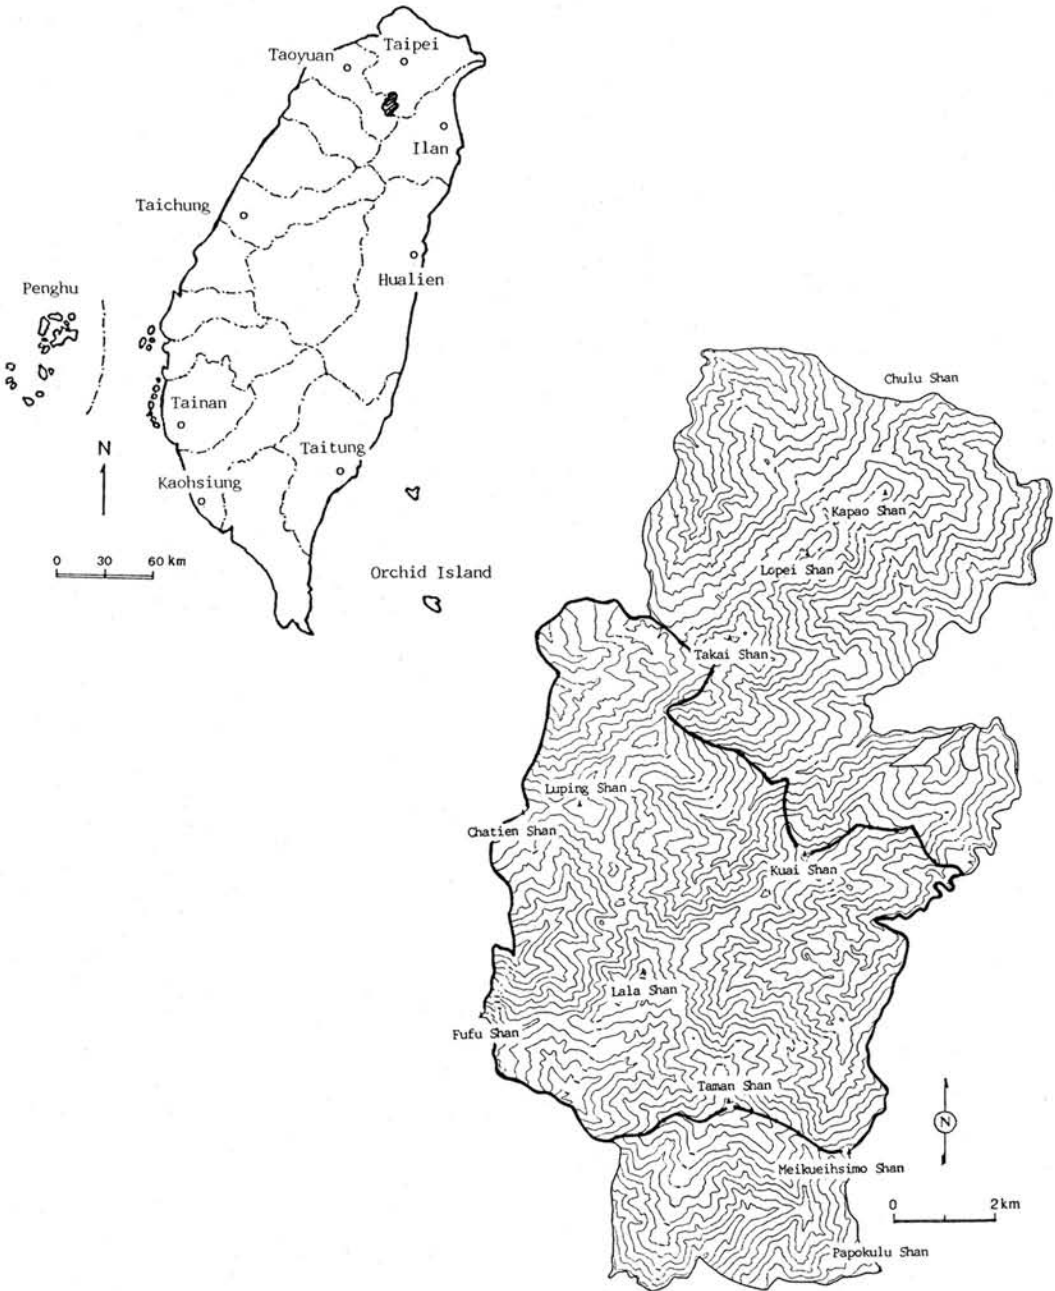 Taipei
Taoyuan
Ilan
Taichung
Hualien
Penghu
Tainan
N
Taitung
Kaohsiung
0 30 60 km
Orchid Island
Chulu Shan
Kapao Shan
Lopei Shan
Takai Shan
Luping Shan
Chatien Shan
Kuai Shan
Lala Shan
Fufu Shan
Taman Shan
N
Meikueihsimo Shan
0 2 km
Papokulu Shan